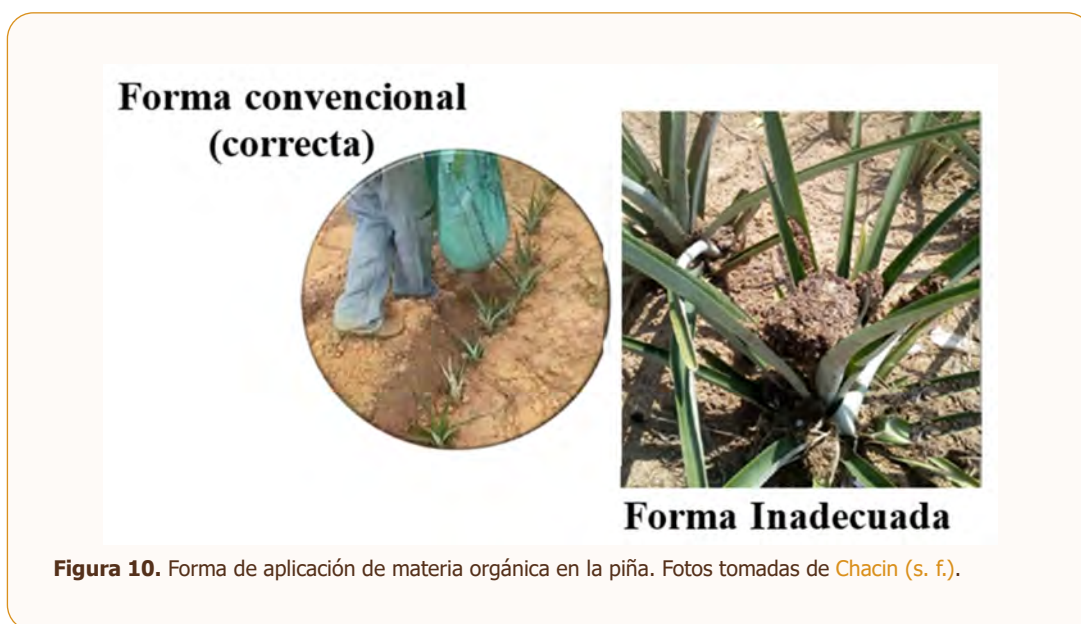 Forma convencional
(correcta)
Forma Inadecuada
Figura 10. Forma de aplicación de materia orgánica en la piña. Fotos tomadas de Chacin (s. f.).